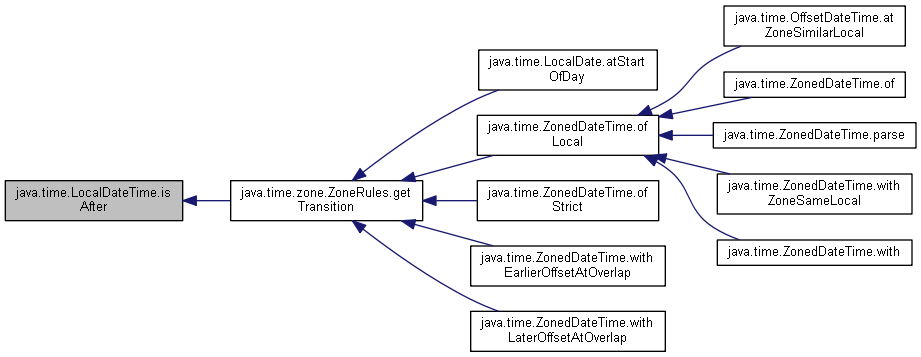 java.time.LocalDateTime.is
After
java.time.zone.ZoneRules.get
Transition
java.time.LocalDate.atStart
OfDay
java.time.ZonedDateTime.of
Local
java.time.ZonedDateTime.of
Strict
java.time.ZonedDateTime.with
EarlierOffsetAtOverlap
java.time.ZonedDateTime.with
LaterOffsetAtOverlap
java.time.OffsetDateTime.at
ZoneSimilarLocal
java.time.ZonedDateTime.of
java.time.ZonedDateTime.parse
java.time.ZonedDateTime.with
ZoneSameLocal
java.time.ZonedDateTime.with